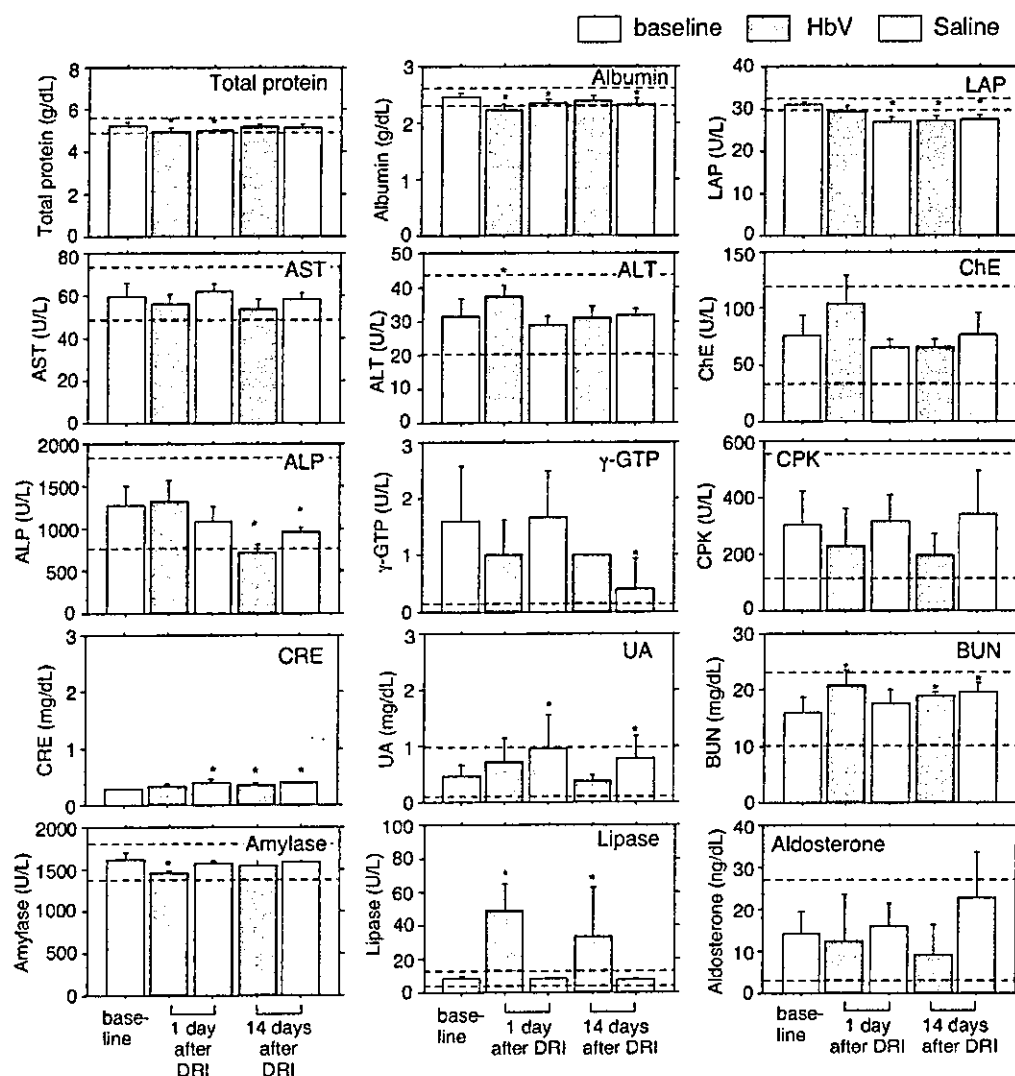 baseline HbV Saline
Total protein
Total protein (g/dL)
8
6
4
2
0
* *
Albumin
Albumin (g/dL)
3
2
1
0
* * *
LAP
LAP (U/L)
40
30
20
10
0
* * *
AST
AST (U/L)
80
60
40
20
0
ALT
ALT (U/L)
50
40
30
20
10
0
*
ChE
ChE (U/L)
150
100
50
0
ALP
ALP (U/L)
2000
1500
1000
500
0
* *
γ-GTP
γ-GTP (U/L)
3
2
1
0
*
CPK
CPK (U/L)
600
400
200
0
CRE
CRE (mg/dL)
3
2
1
0
* * *
UA
UA (mg/dL)
3
2
1
0
* *
BUN
BUN (mg/dL)
30
20
10
0
* * *
Amylase
Amylase (U/L)
2000
1500
1000
500
0
*
Lipase
Lipase (U/L)
100
80
60
40
20
0
* *
Aldosterone
Aldosterone (ng/dL)
40
30
20
10
0
base-
line
1 day
after
DRI
14 days
after
DRI
base-
line
1 day
after DRI
14 days
after DRI
base-
line
1 day
after DRI
14 days
after DRI